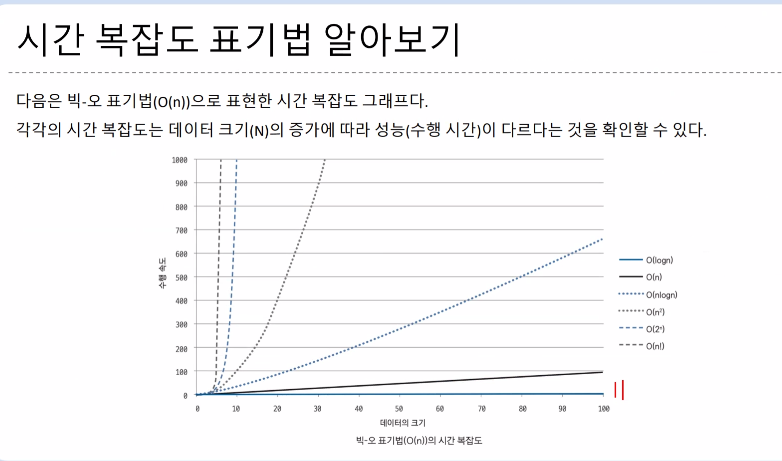 시간 복잡도 표기법 알아보기
다음은 빅-오 표기법(O(n))으로 표현한 시간 복잡도 그래프다.
각각의 시간 복잡도는 데이터 크기(N)의 증가에 따라 성능(수행 시간)이 다르다는 것을 확인할 수 있다.
수행 속도
1000
900
800
700
600
500
400
300
200
100
0
0 10 20 30 40 50 60 70 80 90 100
데이터의 크기
O(logn)
O(n)
O(nlogn)
O(n²)
O(2ⁿ)
O(n!)
빅-오 표기법(O(n))의 시간 복잡도